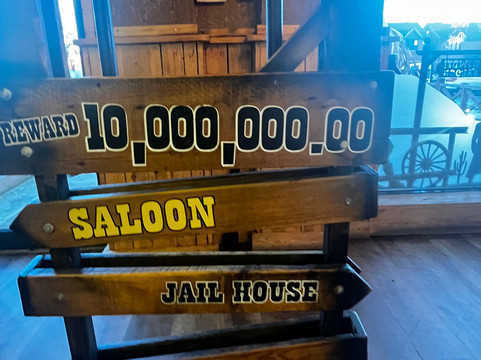 REWARD 10,000,000.00
SALOON
JAIL HOUSE